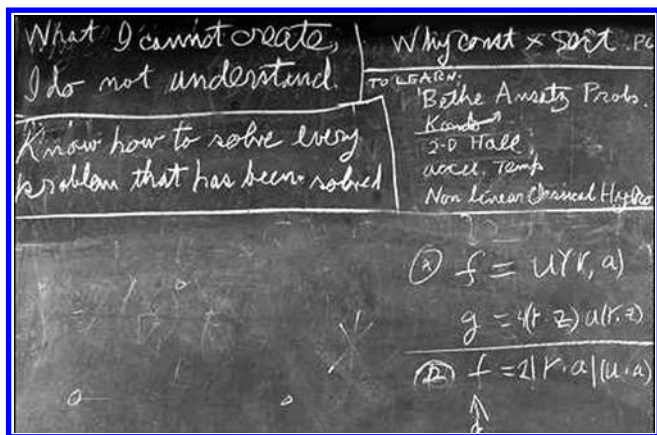 What I cannot create,
I do not understand.
Know how to solve every
problem that has been solved
Why const × sort . PO
TO LEARN:
Bethe Ansatz Probs.
Kondo
2-D Hall
accel. Temp
Non linear Classical Hydro
f = u(r, a)
g = 4(r·z) u(r, z)
f = 2|r·a|(u·a)